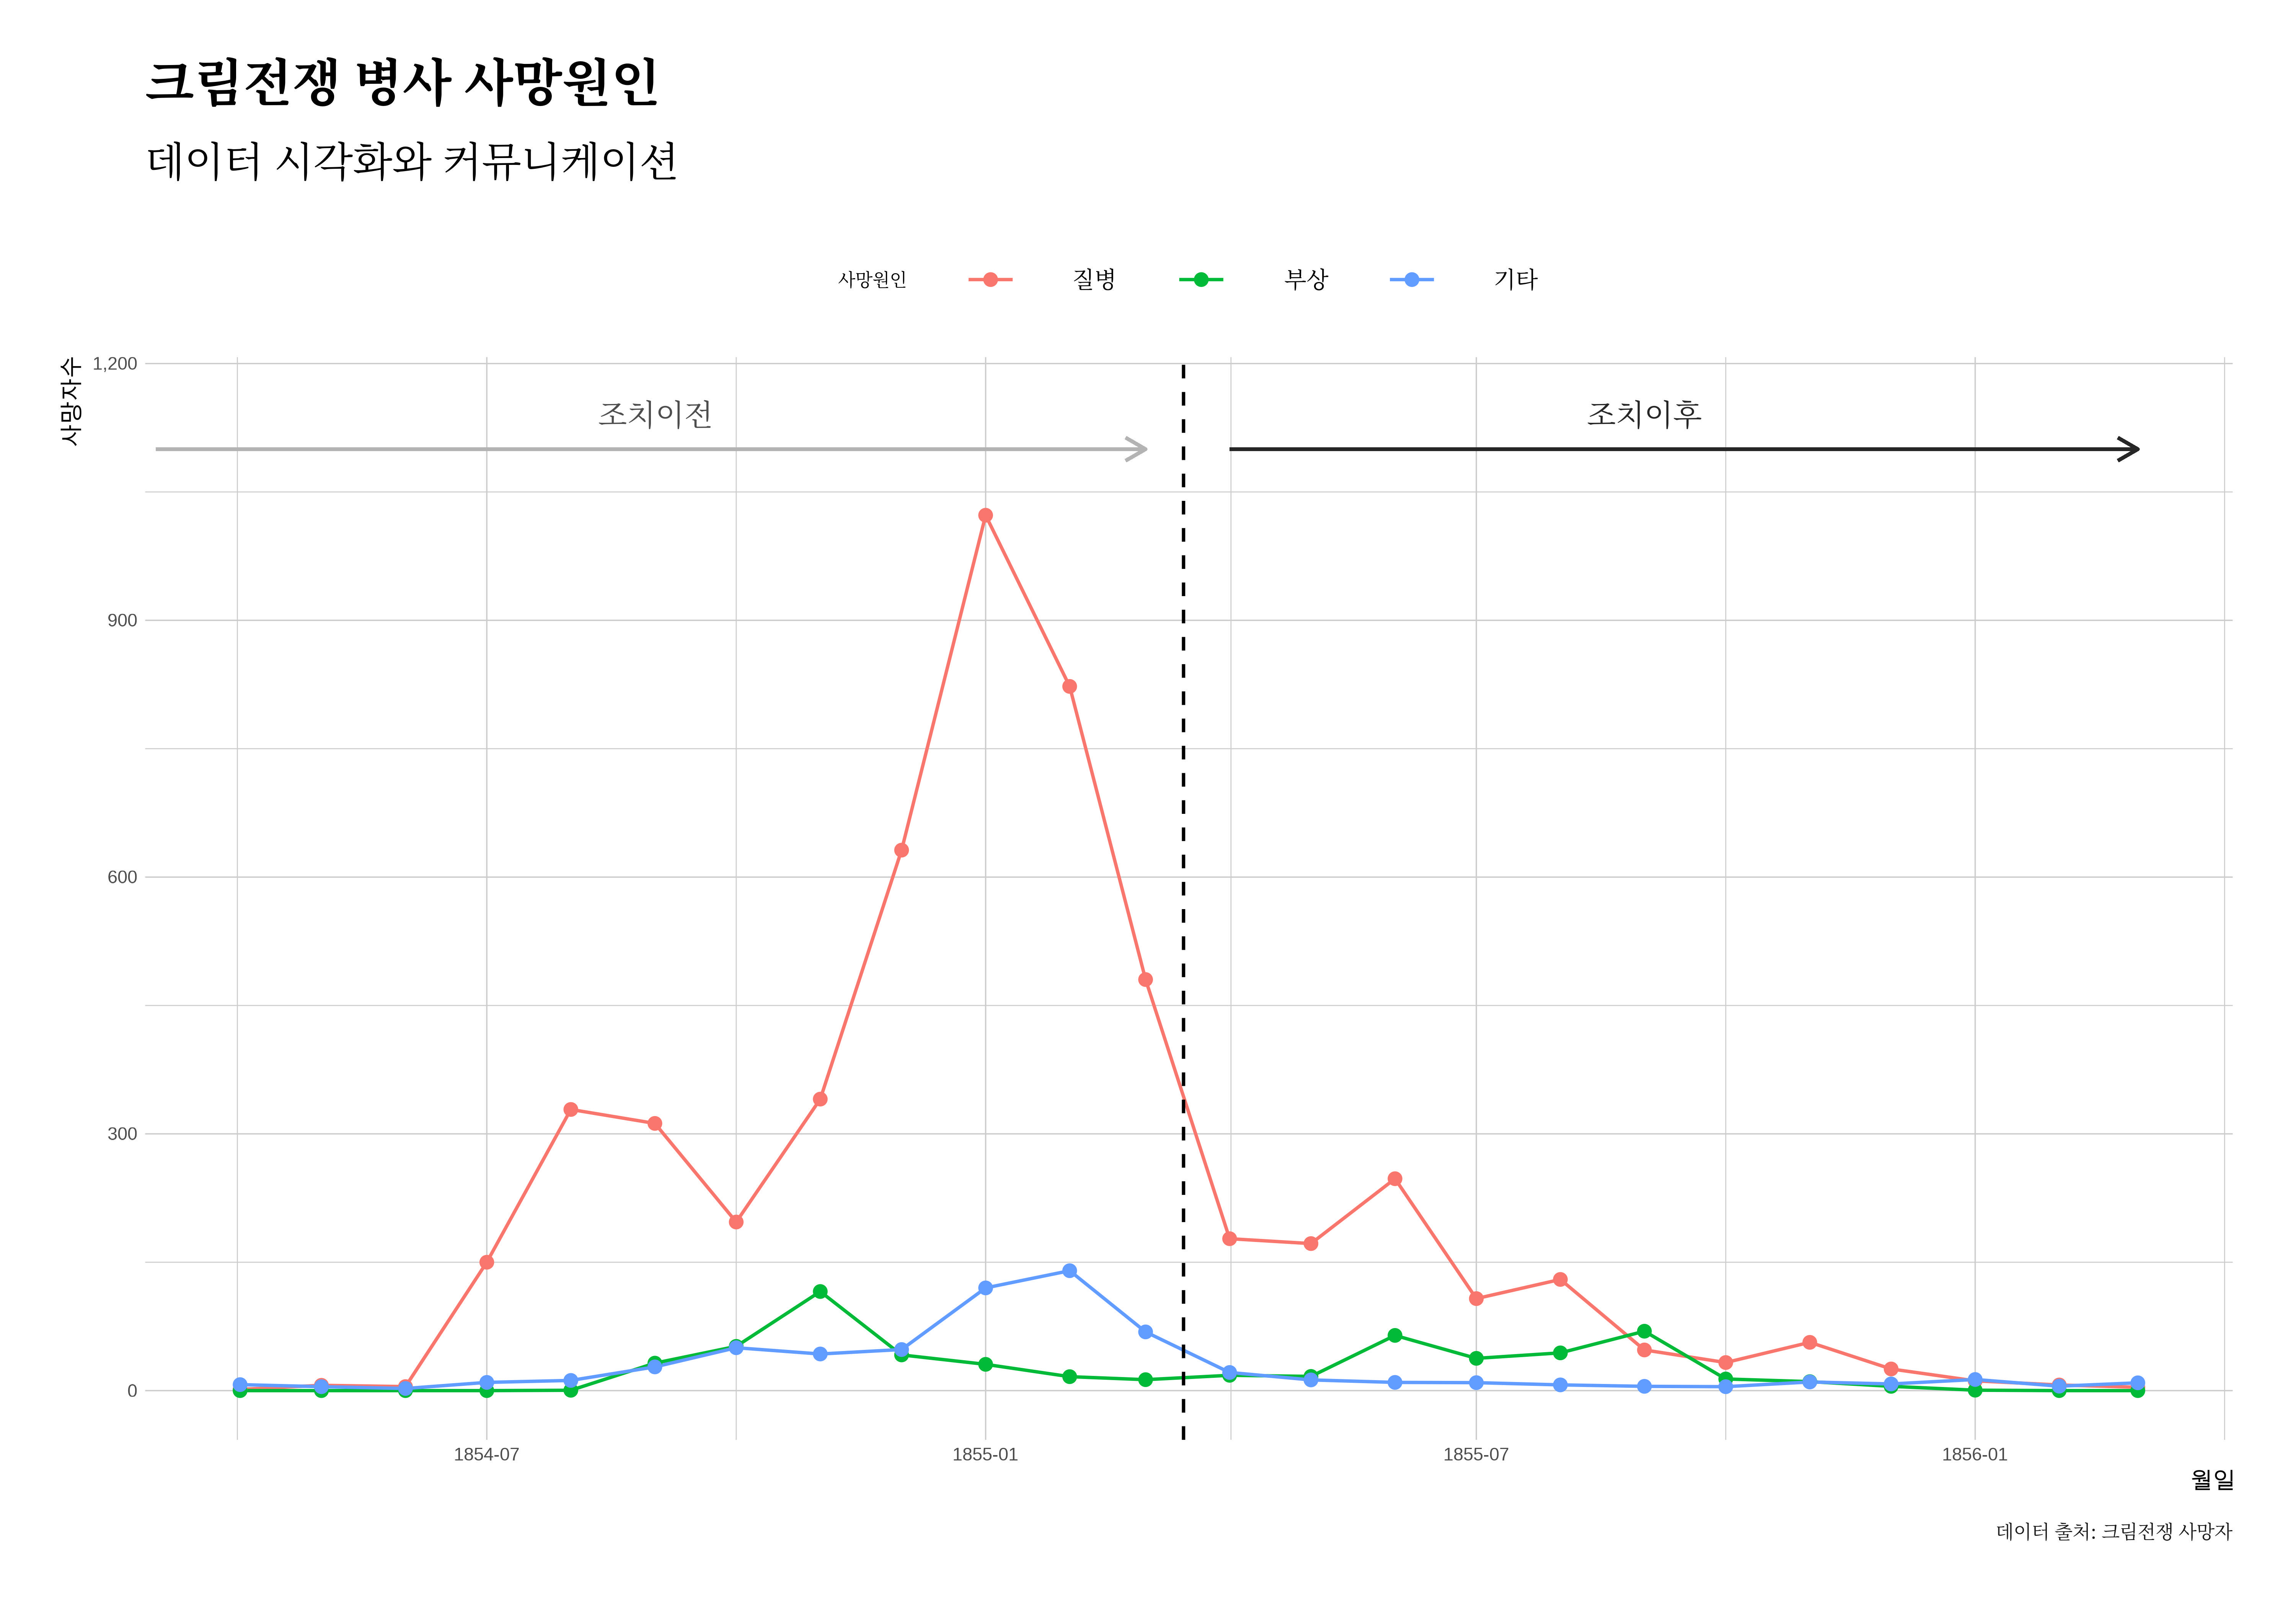 크림전쟁 병사 사망원인
데이터 시각화와 커뮤니케이션
사망원인 질병 부상 기타
사망자수
1,200
900
600
300
0
조치이전
조치이후
1854-07 1855-01 1855-07 1856-01
월일
데이터 출처: 크림전쟁 사망자